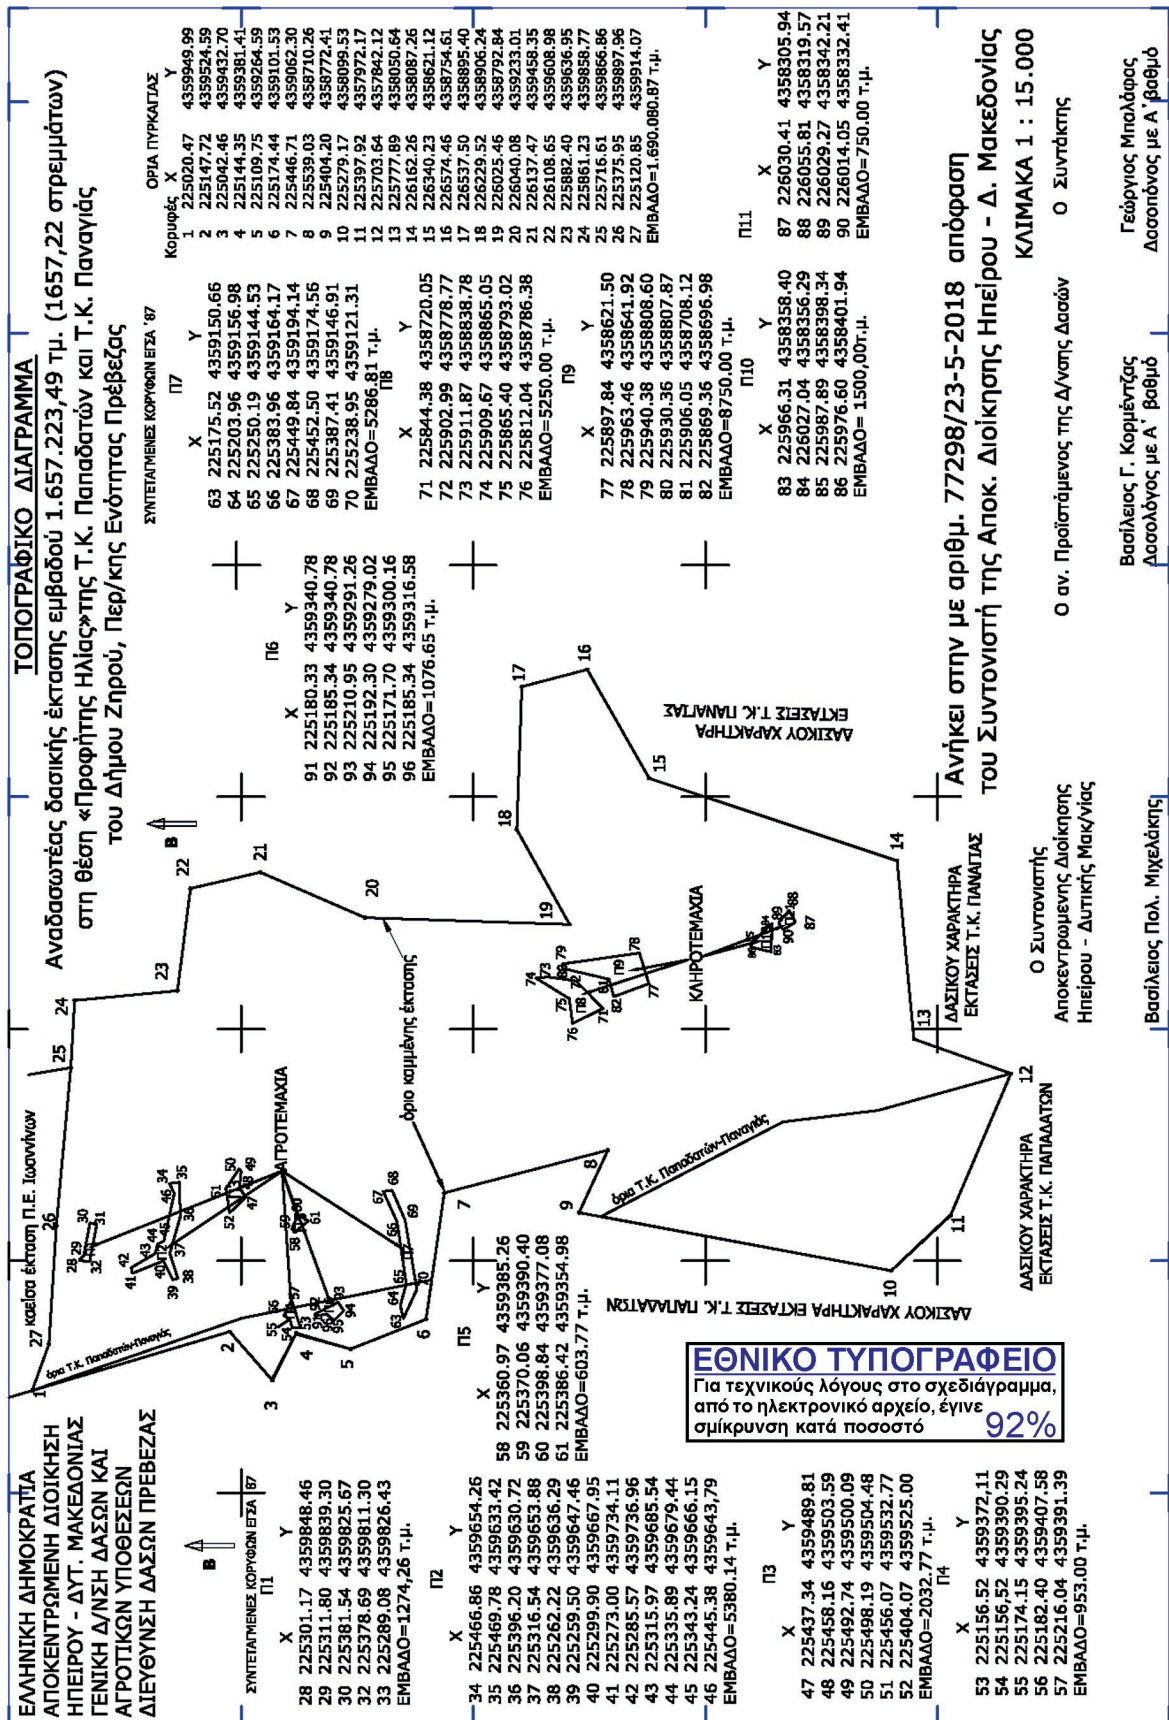 ΕΛΛΗΝΙΚΗ ΔΗΜΟΚΡΑΤΙΑ
ΑΠΟΚΕΝΤΡΩΜΕΝΗ ΔΙΟΙΚΗΣΗ
ΗΠΕΙΡΟΥ - ΔΥΤ. ΜΑΚΕΔΟΝΙΑΣ
ΓΕΝΙΚΗ Δ/ΝΣΗ ΔΑΣΩΝ ΚΑΙ
ΑΓΡΟΤΙΚΩΝ ΥΠΟΘΕΣΕΩΝ
ΔΙΕΥΘΥΝΣΗ ΔΑΣΩΝ ΠΡΕΒΕΖΑΣ
ΤΟΠΟΓΡΑΦΙΚΟ ΔΙΑΓΡΑΜΜΑ
Αναδασωτέας δασικής έκτασης εμβαδού 1.657.223,49 τμ. (1657,22 στρεμμάτων)
στη θέση «Προφήτης Ηλίας»της Τ.Κ. Παπαδατών και Τ.Κ. Παναγιάς
του Δήμου Ζηρού, Περ/κης Ενότητας Πρέβεζας
Β
Β
ΣΥΝΤΕΤΑΓΜΕΝΕΣ ΚΟΡΥΦΩΝ ΕΓΣΑ '87
Π1
Χ Υ
28 225301.17 4359848.46
29 225311.80 4359839.30
30 225381.54 4359825.67
32 225378.69 4359811.30
33 225289.08 4359826.43
ΕΜΒΑΔΟ=1274,26 τ.μ.
Π2
Χ Υ
34 225466.86 4359654.26
35 225469.78 4359633.42
36 225396.20 4359630.72
37 225316.54 4359653.88
38 225262.22 4359636.29
39 225259.50 4359647.46
40 225299.90 4359667.95
41 225273.00 4359734.11
42 225285.57 4359736.96
43 225315.97 4359685.54
44 225335.89 4359679.44
45 225343.24 4359666.15
46 225445.38 4359643,79
ΕΜΒΑΔΟ=5380.14 τ.μ.
Π3
Χ Υ
47 225437.34 4359489.81
48 225458.16 4359503.59
49 225492.74 4359500.09
50 225498.19 4359504.48
51 225456.07 4359532.77
52 225404.07 4359525.00
ΕΜΒΑΔΟ=2032.77 τ.μ.
Π4
Χ Υ
53 225156.52 4359372,11
54 225156.52 4359390.29
55 225174.15 4359395.24
56 225182.40 4359407.58
57 225216.04 4359391.39
ΕΜΒΑΔΟ=953.00 τ.μ.
Π5
Χ Υ
58 225360.97 4359385.26
59 225370.06 4359390.40
60 225398.84 4359377.08
61 225386.42 4359354.98
ΕΜΒΑΔΟ=603.77 τ.μ.
Π6
Χ Υ
91 225180.33 4359340.78
92 225185.34 4359340.78
93 225210.95 4359291.26
94 225192.30 4359279.02
95 225171.70 4359300.16
96 225185.34 4359316.58
ΕΜΒΑΔΟ=1076.65 τ.μ.
ΣΥΝΤΕΤΑΓΜΕΝΕΣ ΚΟΡΥΦΩΝ ΕΓΣΑ '87
Π7
Χ Υ
63 225175.52 4359150.66
64 225203.96 4359156.98
65 225250.19 4359144.53
66 225383.96 4359164.17
67 225449.84 4359194.14
68 225452.50 4359174.56
69 225387.41 4359146.91
70 225238.95 4359121.31
ΕΜΒΑΔΟ=5286.81 τ.μ.
Π8
Χ Υ
71 225844.38 4358720.05
72 225902.99 4358778.77
73 225911.87 4358838.78
74 225909.67 4358865.05
75 225865.40 4358793.02
76 225812.04 4358786.38
ΕΜΒΑΔΟ=5250.00 τ.μ.
Π9
Χ Υ
77 225897.84 4358621.50
78 225963.46 4358641.92
79 225940.38 4358808.60
80 225930.36 4358807.87
81 225906.05 4358708.12
82 225869.36 4358696.98
ΕΜΒΑΔΟ=8750.00 τ.μ.
Π10
Χ Υ
83 225966.31 4358358.40
84 226027.04 4358356.29
85 225987.89 4358398.34
86 225976.60 4358401.94
ΕΜΒΑΔΟ= 1500,00τ.μ.
ΟΡΙΑ ΠΥΡΚΑΓΙΑΣ
Κορυφές Χ Υ
1 225020.47 4359949.99
2 225147.72 4359524.59
3 225042.46 4359432.70
4 225144.35 4359381.41
5 225109.75 4359264.59
6 225174.44 4359101.53
7 225446.71 4359062.30
8 225539.03 4358710.26
9 225404.20 4358772.41
10 225279.17 4358099.53
11 225397.92 4357972.17
12 225703.64 4357842.12
13 225777.89 4358050.64
14 226162.26 4358087.26
15 226340.23 4358621.12
16 226574.46 4358754.61
17 226537.50 4358895.40
18 226229.52 4358906.24
19 226025.46 4358792.84
20 226040.08 4359233.01
21 226137.47 4359458.35
22 226108.65 4359608.98
23 225882.40 4359636.95
24 225861.23 4359858.77
25 225716.61 4359866.86
26 225375.95 4359897.96
27 225120.85 4359914.07
ΕΜΒΑΔΟ=1.690.080.87 τ.μ.
Π11
Χ Υ
87 226030.41 4358305.94
88 226055.81 4358319.57
89 226029.27 4358342.21
90 226014.05 4358332.41
ΕΜΒΑΔΟ=750.00 τ.μ.
καείσα έκταση Π.Ε. Ιωαννίνων
όρια Τ.Κ. Παπαδατών-Παναγιάς
ΑΓΡΟΤΕΜΑΧΙΑ
όριο καμμένης έκτασης
ΚΛΗΡΟΤΕΜΑΧΙΑ
όρια Τ.Κ. Παπαδατών-Παναγιάς
ΔΑΣΙΚΟΥ ΧΑΡΑΚΤΗΡΑ ΕΚΤΑΣΕΙΣ Τ.Κ. ΠΑΠΑΔΑΤΩΝ
ΔΑΣΙΚΟΥ ΧΑΡΑΚΤΗΡΑ
ΕΚΤΑΣΕΙΣ Τ.Κ. ΠΑΠΑΔΑΤΩΝ
ΔΑΣΙΚΟΥ ΧΑΡΑΚΤΗΡΑ
ΕΚΤΑΣΕΙΣ Τ.Κ. ΠΑΝΑΓΙΑΣ
ΔΑΣΙΚΟΥ ΧΑΡΑΚΤΗΡΑ
ΕΚΤΑΣΕΙΣ Τ.Κ. ΠΑΝΑΓΙΑΣ
ΕΘΝΙΚΟ ΤΥΠΟΓΡΑΦΕΙΟ
Για τεχνικούς λόγους στο σχεδιάγραμμα,
από το ηλεκτρονικό αρχείο, έγινε
σμίκρυνση κατά ποσοστό 92%
Ανήκει στην με αριθμ. 77298/23-5-2018 απόφαση
του Συντονιστή της Αποκ. Διοίκησης Ηπείρου - Δ. Μακεδονίας
ΚΛΙΜΑΚΑ 1 : 15.000
Ο Συντονιστής
Αποκεντρωμένης Διοίκησης
Ηπείρου - Δυτικής Μακ/νίας
Βασίλειος Πολ. Μιχελάκης
Ο αν. Προϊστάμενος της Δ/νσης Δασών
Βασίλειος Γ. Κορμέντζας
Δασολόγος με Α΄ βαθμό
Ο Συντάκτης
Γεώργιος Μπαλάφας
Δασοπόνος με Α΄βαθμό